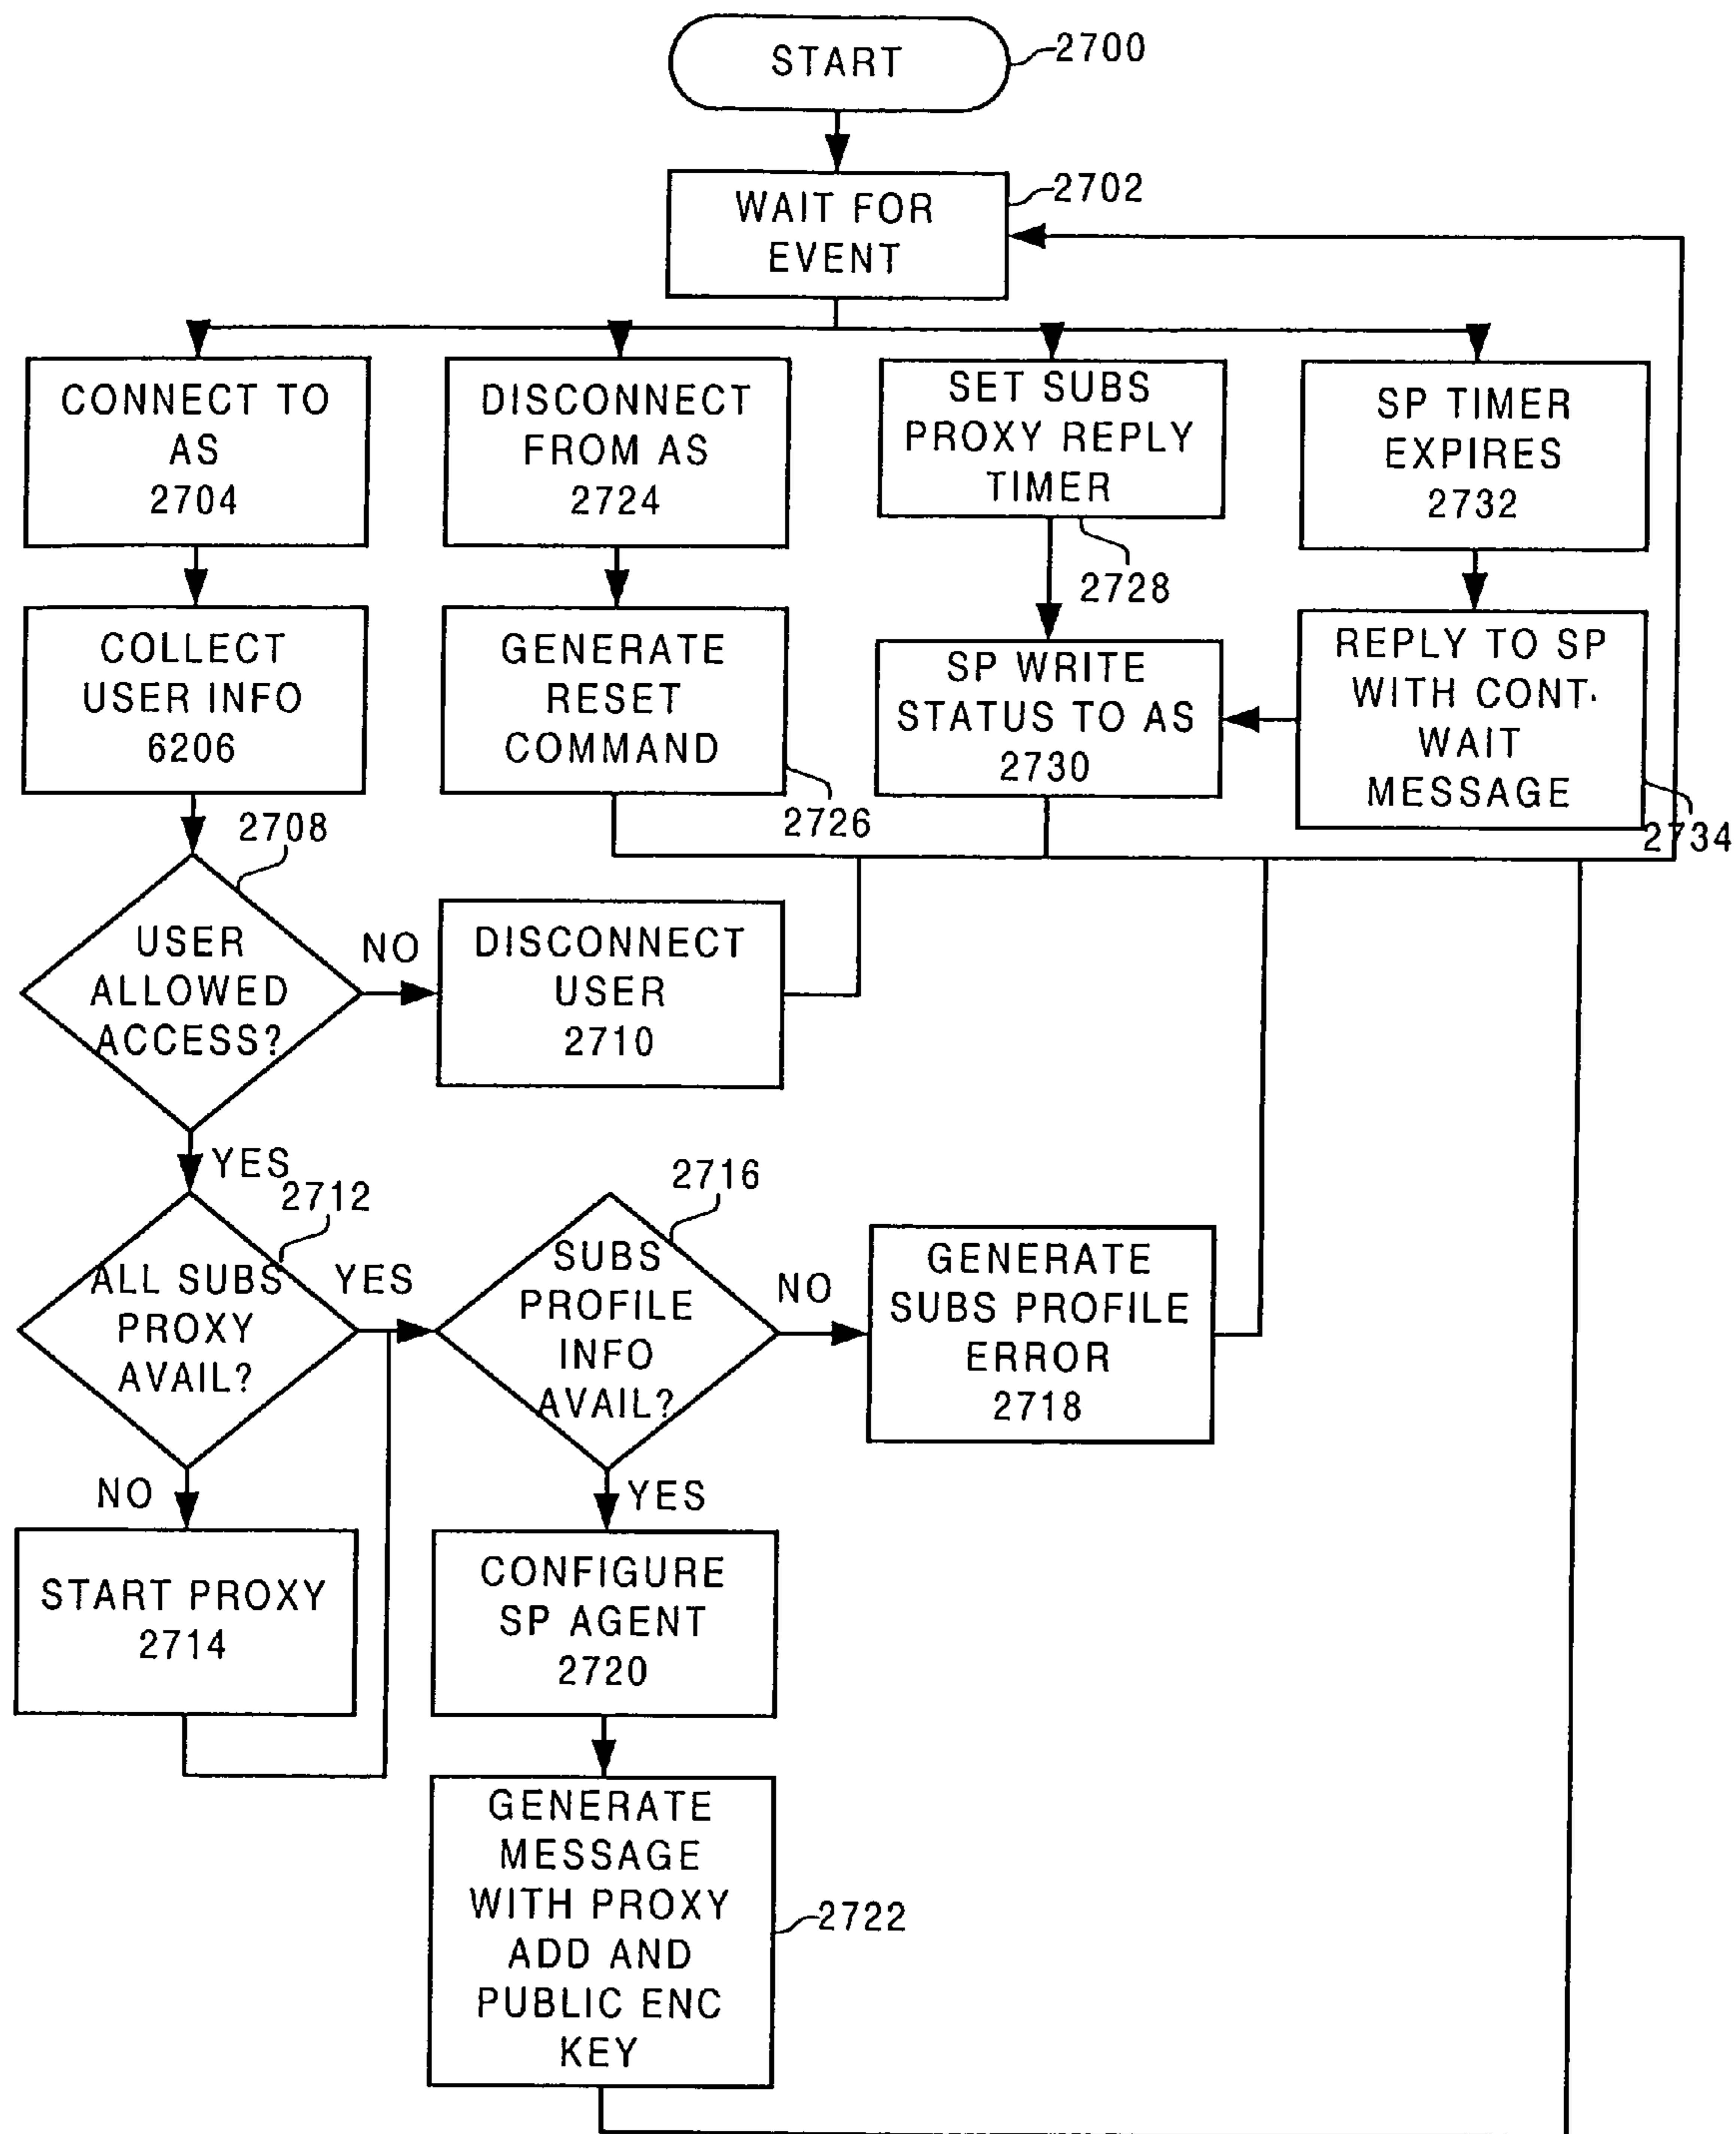 START
2700
WAIT FOR
EVENT
2702
CONNECT TO
AS
2704
DISCONNECT
FROM AS
2724
SET SUBS
PROXY REPLY
TIMER
2728
SP TIMER
EXPIRES
2732
COLLECT
USER INFO
6206
GENERATE
RESET
COMMAND
2726
SP WRITE
STATUS TO AS
2730
REPLY TO SP
WITH CONT-
WAIT
MESSAGE
2734
2708
USER
ALLOWED
ACCESS?
NO
DISCONNECT
USER
2710
YES
2712
ALL SUBS
PROXY
AVAIL?
YES
2716
SUBS
PROFILE
INFO
AVAIL?
NO
GENERATE
SUBS PROFILE
ERROR
2718
NO
START PROXY
2714
YES
CONFIGURE
SP AGENT
2720
GENERATE
MESSAGE
WITH PROXY
ADD AND
PUBLIC ENC
KEY
2722